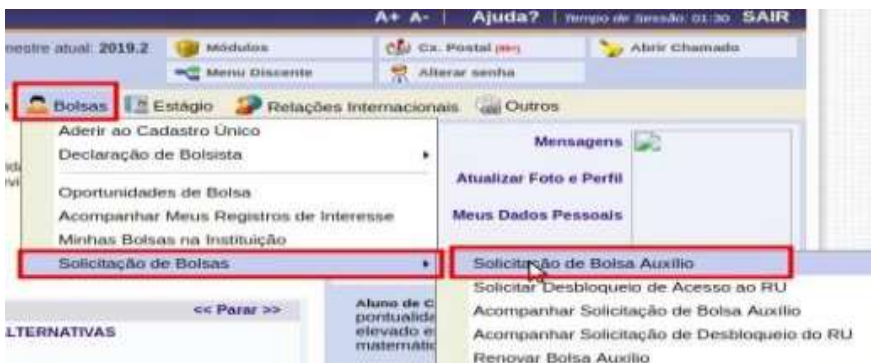 A+ A- | Ajuda? | Tempo de Sessão: 01:30 SAIR
mestre atual: 2019.2 Módulos Cx. Postal Abrir Chamado
Menu Discente Alterar senha
Bolsas Estágio Relações Internacionais Outros
Aderir ao Cadastro Único
Declaração de Bolsista
Oportunidades de Bolsa
Acompanhar Meus Registros de Interesse
Minhas Bolsas na Instituição
Solicitação de Bolsas
Mensagens
Atualizar Foto e Perfil
Meus Dados Pessoais
Solicitação de Bolsa Auxílio
Solicitar Desbloqueio de Acesso ao RU
Acompanhar Solicitação de Bolsa Auxílio
Acompanhar Solicitação de Desbloqueio do RU
Renovar Bolsa Auxílio
<< Parar >>
LTERNATIVAS
Aluno de C
pontualida
elevado e
matemátic